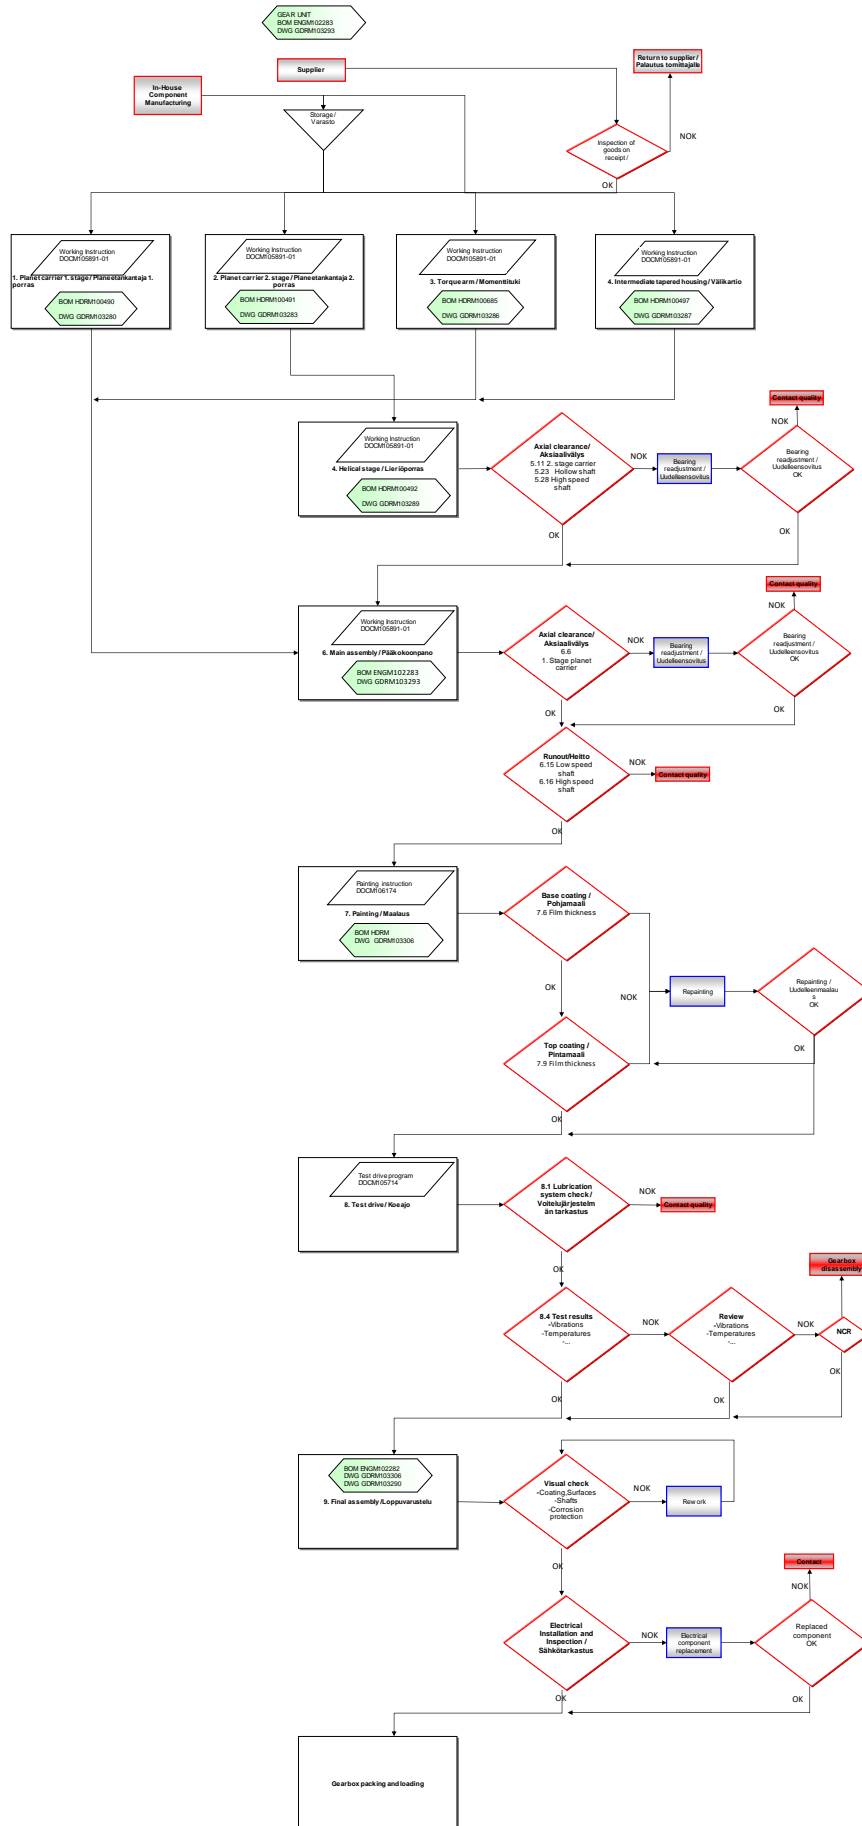 GEAR UNIT
BOM ENGM102283
DWG GDRM103293
Supplier
Return to supplier /
Palautus tomittajalle
In-House
Component
Manufacturing
Storage /
Varasto
Inspection of
goods on
receipt /
NOK
OK
Working Instruction
DOCM105891-01
1. Planet carrier 1. stage / Planeetankantaja 1.
porras
BOM HDRM100490
DWG GDRM103280
Working Instruction
DOCM105891-01
2. Planet carrier 2. stage / Planeetankantaja 2.
porras
BOM HDRM100491
DWG GDRM103283
Working Instruction
DOCM105891-01
3. Torque arm / Momenttituki
BOM HDRM100685
DWG GDRM103286
Working Instruction
DOCM105891-01
4. Intermediate tapered housing / Välikartio
BOM HDRM100497
DWG GDRM103287
Contact quality
NOK
Working Instruction
DOCM105891-01
4. Helical stage / Lieriöporras
BOM HDRM100492
DWG GDRM103289
Axial clearance/
Aksiaalivälys
5.11 2. stage carrier
5.23 Hollow shaft
5.28 High speed
shaft
NOK
Bearing
readjustment /
Uudelleensovitus
Bearing
readjustment /
Uudelleensovitus
OK
OK
OK
Contact quality
NOK
Working Instruction
DOCM105891-01
6. Main assembly / Pääkokoonpano
BOM ENGM102283
DWG GDRM103293
Axial clearance/
Aksiaalivälys
6.6
1. Stage planet
carrier
NOK
Bearing
readjustment /
Uudelleensovitus
Bearing
readjustment /
Uudelleensovitus
OK
OK
OK
Runout/Heitto
6.15 Low speed
shaft
6.16 High speed
shaft
NOK
Contact quality
OK
Painting instruction
DOCM106174
7. Painting / Maalaus
BOM HDRM
DWG GDRM103306
Base coating /
Pohjamaali
7.6 Film thickness
OK
NOK
Repainting
Repainting /
Uudelleenmaalau
s
OK
OK
Top coating /
Pintamaali
7.9 Film thickness
OK
Test drive program
DOCM105714
8. Test drive / Koeajo
8.1 Lubrication
system check /
Voitelujärjestelm
än tarkastus
NOK
Contact quality
OK
Gearbox
disassembly
8.4 Test results
-Vibrations
-Temperatures
-...
NOK
Review
-Vibrations
-Temperatures
-...
NOK
NCR
OK
OK
OK
BOM ENGM102282
DWG GDRM103306
DWG GDRM103290
9. Final assembly /Loppuvarustelu
Visual check
-Coating,Surfaces
-Shafts
-Corrosion
protection
NOK
Rework
OK
Contact
NOK
Electrical
Installation and
Inspection /
Sähkötarkastus
NOK
Electrical
component
replacement
Replaced
component
OK
OK
OK
Gearbox packing and loading